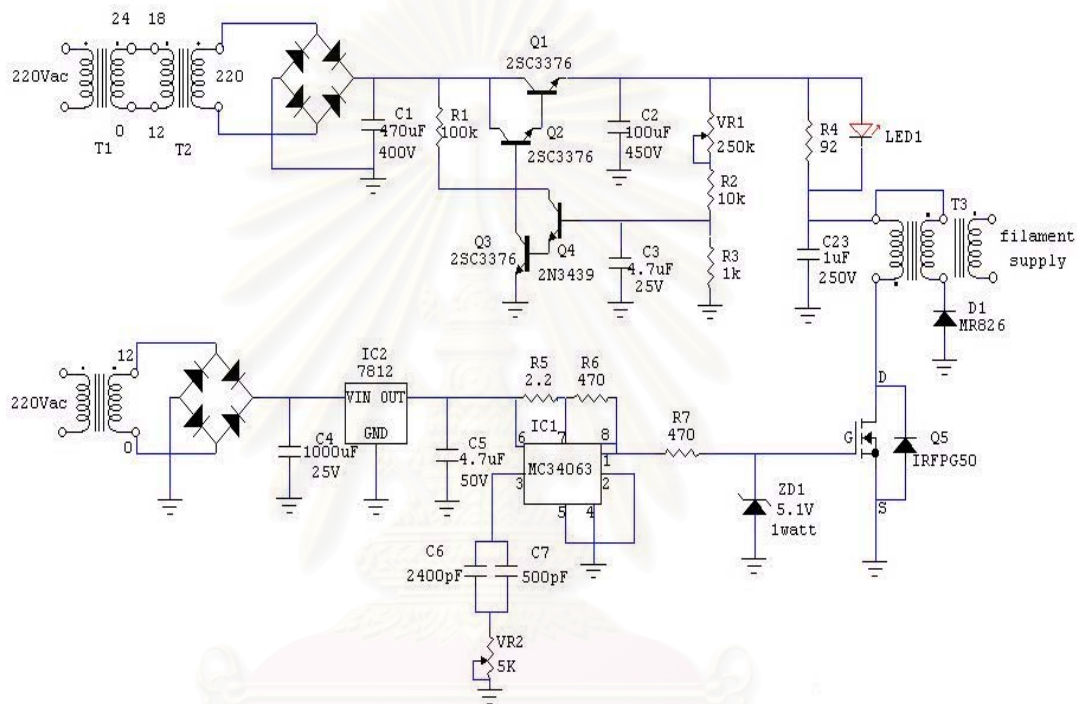 24 18
220Vac
220
0 12
T1 T2
C1
470uF
400V
R1
100k
Q1
2SC3376
Q2
2SC3376
C2
100uF
450V
VR1
250k
R2
10k
R3
1k
R4
92
LED1
Q3
2SC3376
Q4
2N3439
C3
4.7uF
25V
C23
1uF
250V
T3
filament
supply
D1
MR826
12
220Vac
0
C4
1000uF
25V
IC2
7812
VIN OUT
GND
C5
4.7uF
50V
R5
2.2
R6
470
IC1
6 7 8
1
MC34063
3 2
5 4
R7
470
C6
2400pF
C7
500pF
VR2
5K
ZD1
5.1V
1watt
D
G
S
Q5
IRFPG50